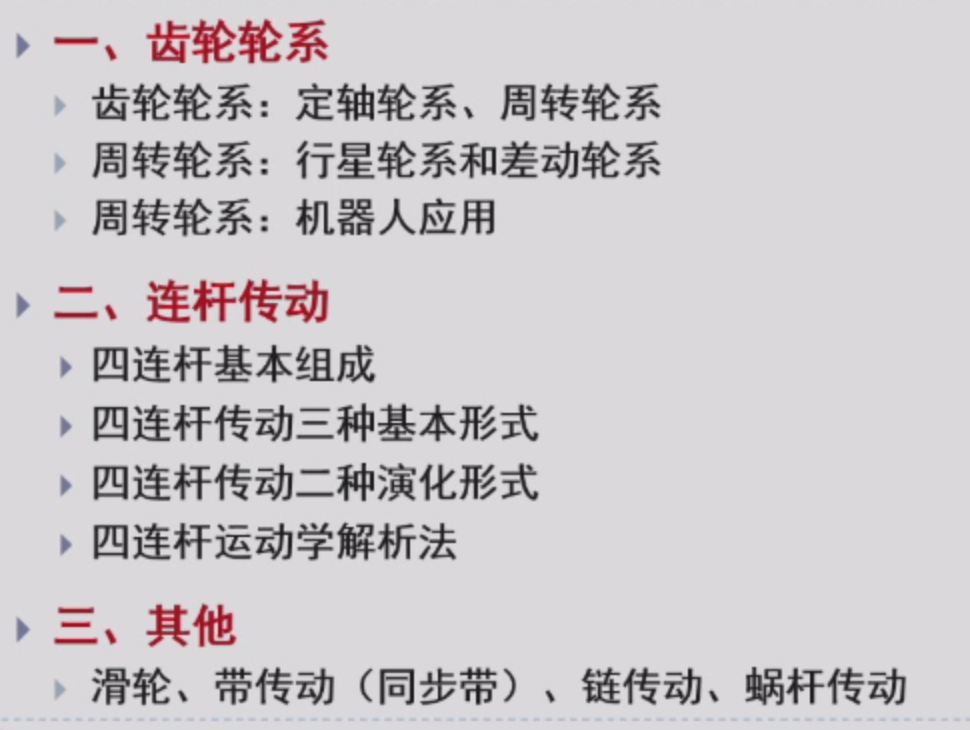 一、齿轮轮系
齿轮轮系：定轴轮系、周转轮系
周转轮系：行星轮系和差动轮系
周转轮系：机器人应用
二、连杆传动
四连杆基本组成
四连杆传动三种基本形式
四连杆传动二种演化形式
四连杆运动学解析法
三、其他
滑轮、带传动（同步带）、链传动、蜗杆传动